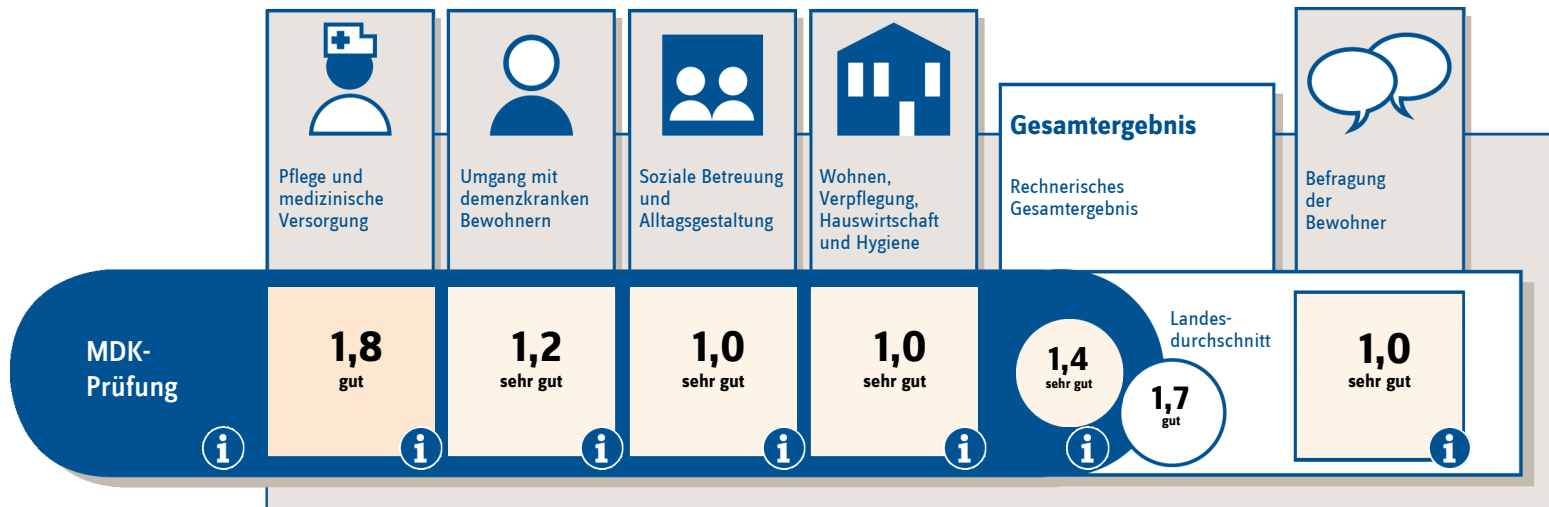 Pflege und
medizinische
Versorgung
Umgang mit
demenzkranken
Bewohnern
Soziale Betreuung
und
Alltagsgestaltung
Wohnen,
Verpflegung,
Hauswirtschaft
und Hygiene
Gesamtergebnis
Rechnerisches
Gesamtergebnis
Befragung
der
Bewohner
MDK-
Prüfung
i
1,8
gut
i
1,2
sehr gut
i
1,0
sehr gut
i
1,0
sehr gut
i
1,4
sehr gut
i
Landes-
durchschnitt
1,7
gut
1,0
sehr gut
i